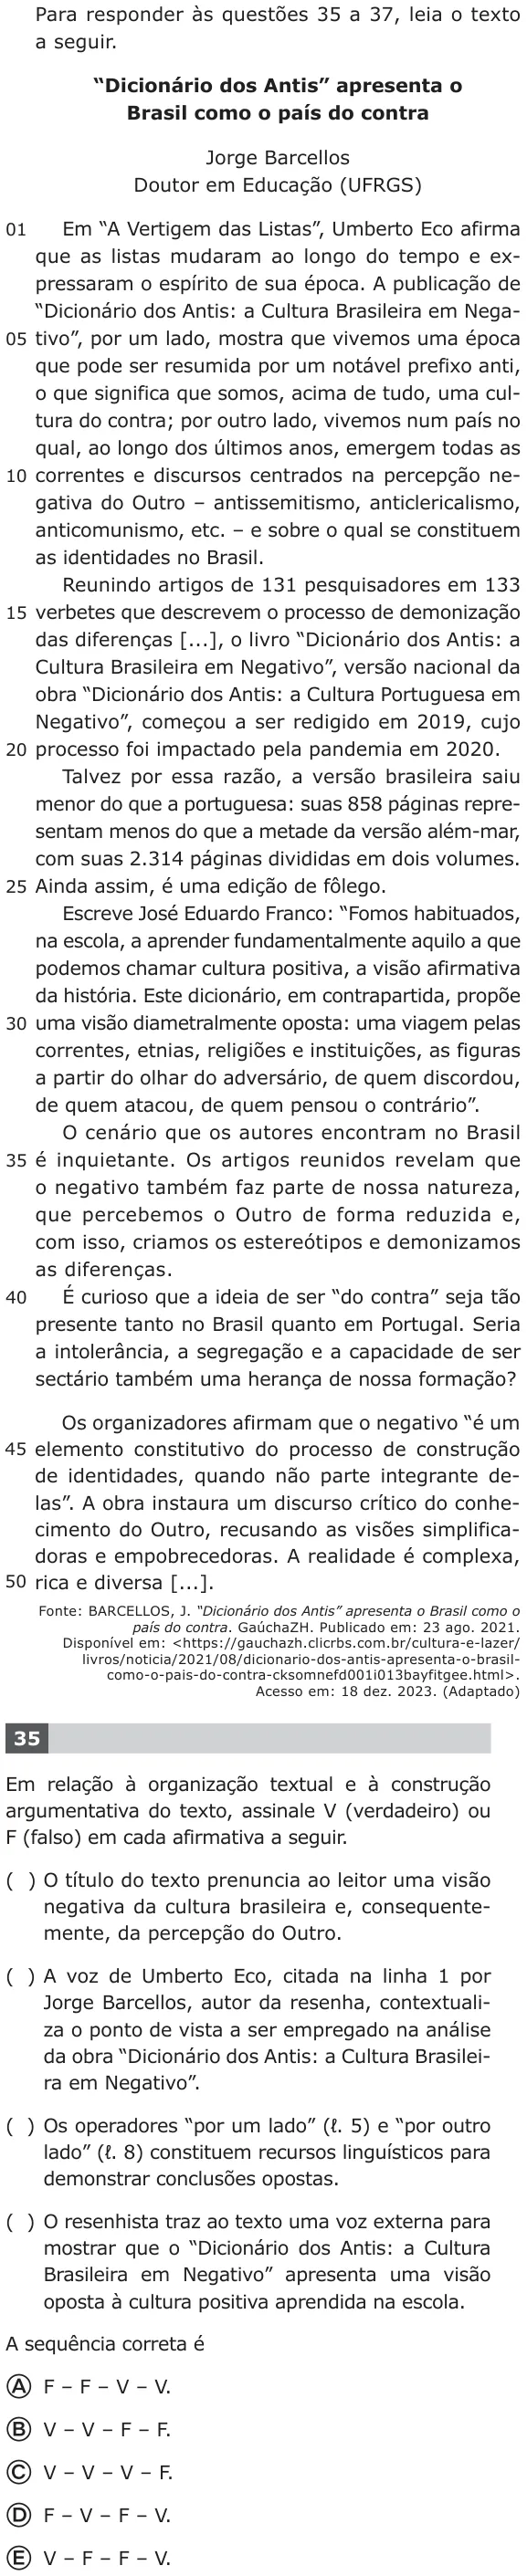 Para responder às questões 35 a 37, leia o texto
a seguir.
“Dicionário dos Antis” apresenta o
Brasil como o país do contra
Jorge Barcellos
Doutor em Educação (UFRGS)
01 Em “A Vertigem das Listas”, Umberto Eco afirma
que as listas mudaram ao longo do tempo e ex-
pressaram o espírito de sua época. A publicação de
“Dicionário dos Antis: a Cultura Brasileira em Nega-
05 tivo”, por um lado, mostra que vivemos uma época
que pode ser resumida por um notável prefixo anti,
o que significa que somos, acima de tudo, uma cul-
tura do contra; por outro lado, vivemos num país no
qual, ao longo dos últimos anos, emergem todas as
10 correntes e discursos centrados na percepção ne-
gativa do Outro – antissemitismo, anticlericalismo,
anticomunismo, etc. – e sobre o qual se constituem
as identidades no Brasil.
Reunindo artigos de 131 pesquisadores em 133
15 verbetes que descrevem o processo de demonização
das diferenças [...], o livro “Dicionário dos Antis: a
Cultura Brasileira em Negativo”, versão nacional da
obra “Dicionário dos Antis: a Cultura Portuguesa em
Negativo”, começou a ser redigido em 2019, cujo
20 processo foi impactado pela pandemia em 2020.
Talvez por essa razão, a versão brasileira saiu
menor do que a portuguesa: suas 858 páginas repre-
sentam menos do que a metade da versão além-mar,
com suas 2.314 páginas divididas em dois volumes.
25 Ainda assim, é uma edição de fôlego.
Escreve José Eduardo Franco: “Fomos habituados,
na escola, a aprender fundamentalmente aquilo a que
podemos chamar cultura positiva, a visão afirmativa
da história. Este dicionário, em contrapartida, propõe
30 uma visão diametralmente oposta: uma viagem pelas
correntes, etnias, religiões e instituições, as figuras
a partir do olhar do adversário, de quem discordou,
de quem atacou, de quem pensou o contrário”.
O cenário que os autores encontram no Brasil
35 é inquietante. Os artigos reunidos revelam que
o negativo também faz parte de nossa natureza,
que percebemos o Outro de forma reduzida e,
com isso, criamos os estereótipos e demonizamos
as diferenças.
40 É curioso que a ideia de ser “do contra” seja tão
presente tanto no Brasil quanto em Portugal. Seria
a intolerância, a segregação e a capacidade de ser
sectário também uma herança de nossa formação?
Os organizadores afirmam que o negativo “é um
45 elemento constitutivo do processo de construção
de identidades, quando não parte integrante de-
las”. A obra instaura um discurso crítico do conhe-
cimento do Outro, recusando as visões simplifica-
doras e empobrecedoras. A realidade é complexa,
50 rica e diversa [...].
Fonte: BARCELLOS, J. “Dicionário dos Antis” apresenta o Brasil como o
país do contra. GaúchaZH. Publicado em: 23 ago. 2021.
Disponível em: <https://gauchazh.clicrbs.com.br/cultura-e-lazer/
livros/noticia/2021/08/dicionario-dos-antis-apresenta-o-brasil-
como-o-pais-do-contra-cksomnefd001i013bayfitgee.html>.
Acesso em: 18 dez. 2023. (Adaptado)
35
Em relação à organização textual e à construção
argumentativa do texto, assinale V (verdadeiro) ou
F (falso) em cada afirmativa a seguir.
( ) O título do texto prenuncia ao leitor uma visão
negativa da cultura brasileira e, consequente-
mente, da percepção do Outro.
( ) A voz de Umberto Eco, citada na linha 1 por
Jorge Barcellos, autor da resenha, contextuali-
za o ponto de vista a ser empregado na análise
da obra “Dicionário dos Antis: a Cultura Brasilei-
ra em Negativo”.
( ) Os operadores “por um lado” (ℓ. 5) e “por outro
lado” (ℓ. 8) constituem recursos linguísticos para
demonstrar conclusões opostas.
( ) O resenhista traz ao texto uma voz externa para
mostrar que o “Dicionário dos Antis: a Cultura
Brasileira em Negativo” apresenta uma visão
oposta à cultura positiva aprendida na escola.
A sequência correta é
A F – F – V – V.
B V – V – F – F.
C V – V – V – F.
D F – V – F – V.
E V – F – F – V.